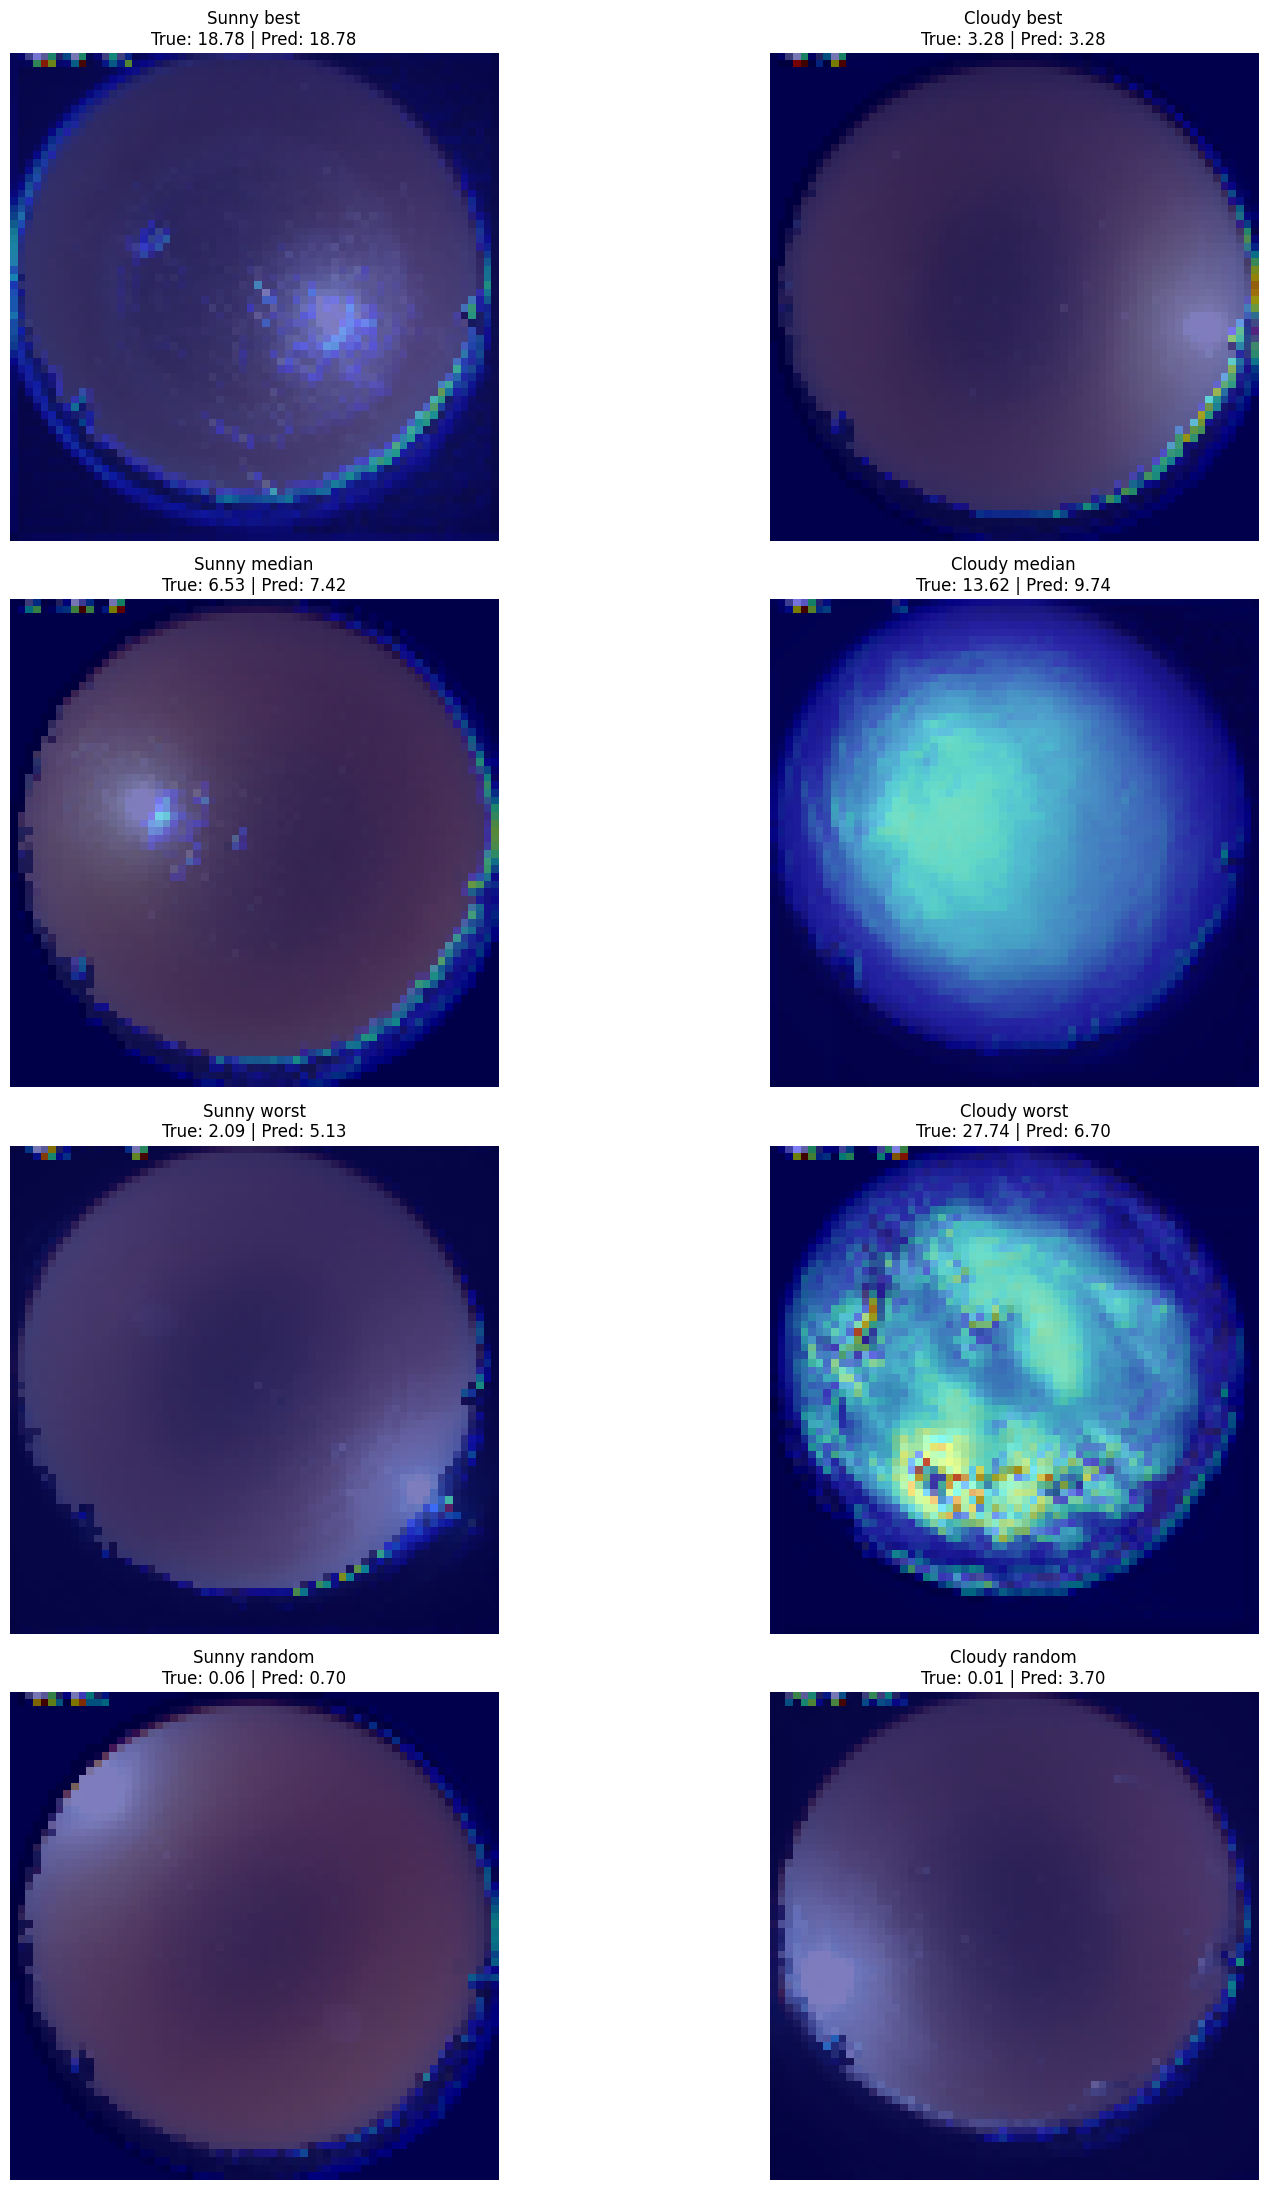 Sunny best
True: 18.78 | Pred: 18.78
Cloudy best
True: 3.28 | Pred: 3.28
Sunny median
True: 6.53 | Pred: 7.42
Cloudy median
True: 13.62 | Pred: 9.74
Sunny worst
True: 2.09 | Pred: 5.13
Cloudy worst
True: 27.74 | Pred: 6.70
Sunny random
True: 0.06 | Pred: 0.70
Cloudy random
True: 0.01 | Pred: 3.70